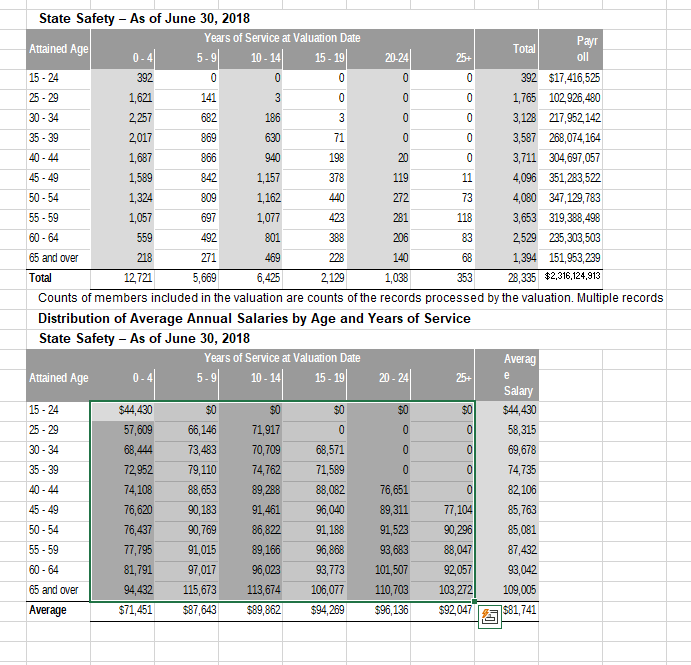 State Safety – As of June 30, 2018
Years of Service at Valuation Date
Attained Age 0 - 4 5 - 9 10 - 14 15 - 19 20-24 25+ Total Payr
oll
15 - 24 392 0 0 0 0 0 392 $17,416,525
25 - 29 1,621 141 3 0 0 0 1,765 102,926,480
30 - 34 2,257 682 186 3 0 0 3,128 217,952,142
35 - 39 2,017 869 630 71 0 0 3,587 268,074,164
40 - 44 1,687 866 940 198 20 0 3,711 304,697,057
45 - 49 1,589 842 1,157 378 119 11 4,096 351,283,522
50 - 54 1,324 809 1,162 440 272 73 4,080 347,129,783
55 - 59 1,057 697 1,077 423 281 118 3,653 319,388,498
60 - 64 559 492 801 388 206 83 2,529 235,303,503
65 and over 218 271 469 228 140 68 1,394 151,953,239
Total 12,721 5,669 6,425 2,129 1,038 353 28,335 $2,316,124,913
Counts of members included in the valuation are counts of the records processed by the valuation. Multiple records
Distribution of Average Annual Salaries by Age and Years of Service
State Safety – As of June 30, 2018
Years of Service at Valuation Date
Attained Age 0 - 4 5 - 9 10 - 14 15 - 19 20 - 24 25+ Averag
e
Salary
15 - 24 $44,430 $0 $0 $0 $0 $0 $44,430
25 - 29 57,609 66,146 71,917 0 0 0 58,315
30 - 34 68,444 73,483 70,709 68,571 0 0 69,678
35 - 39 72,952 79,110 74,762 71,589 0 0 74,735
40 - 44 74,108 88,653 89,288 88,082 76,651 0 82,106
45 - 49 76,620 90,183 91,461 96,040 89,311 77,104 85,763
50 - 54 76,437 90,769 86,822 91,188 91,523 90,296 85,081
55 - 59 77,795 91,015 89,166 96,868 93,683 88,047 87,432
60 - 64 81,791 97,017 96,023 93,773 101,507 92,057 93,042
65 and over 94,432 115,673 113,674 106,077 110,703 103,272 109,005
Average $71,451 $87,643 $89,862 $94,269 $96,136 $92,047 $81,741